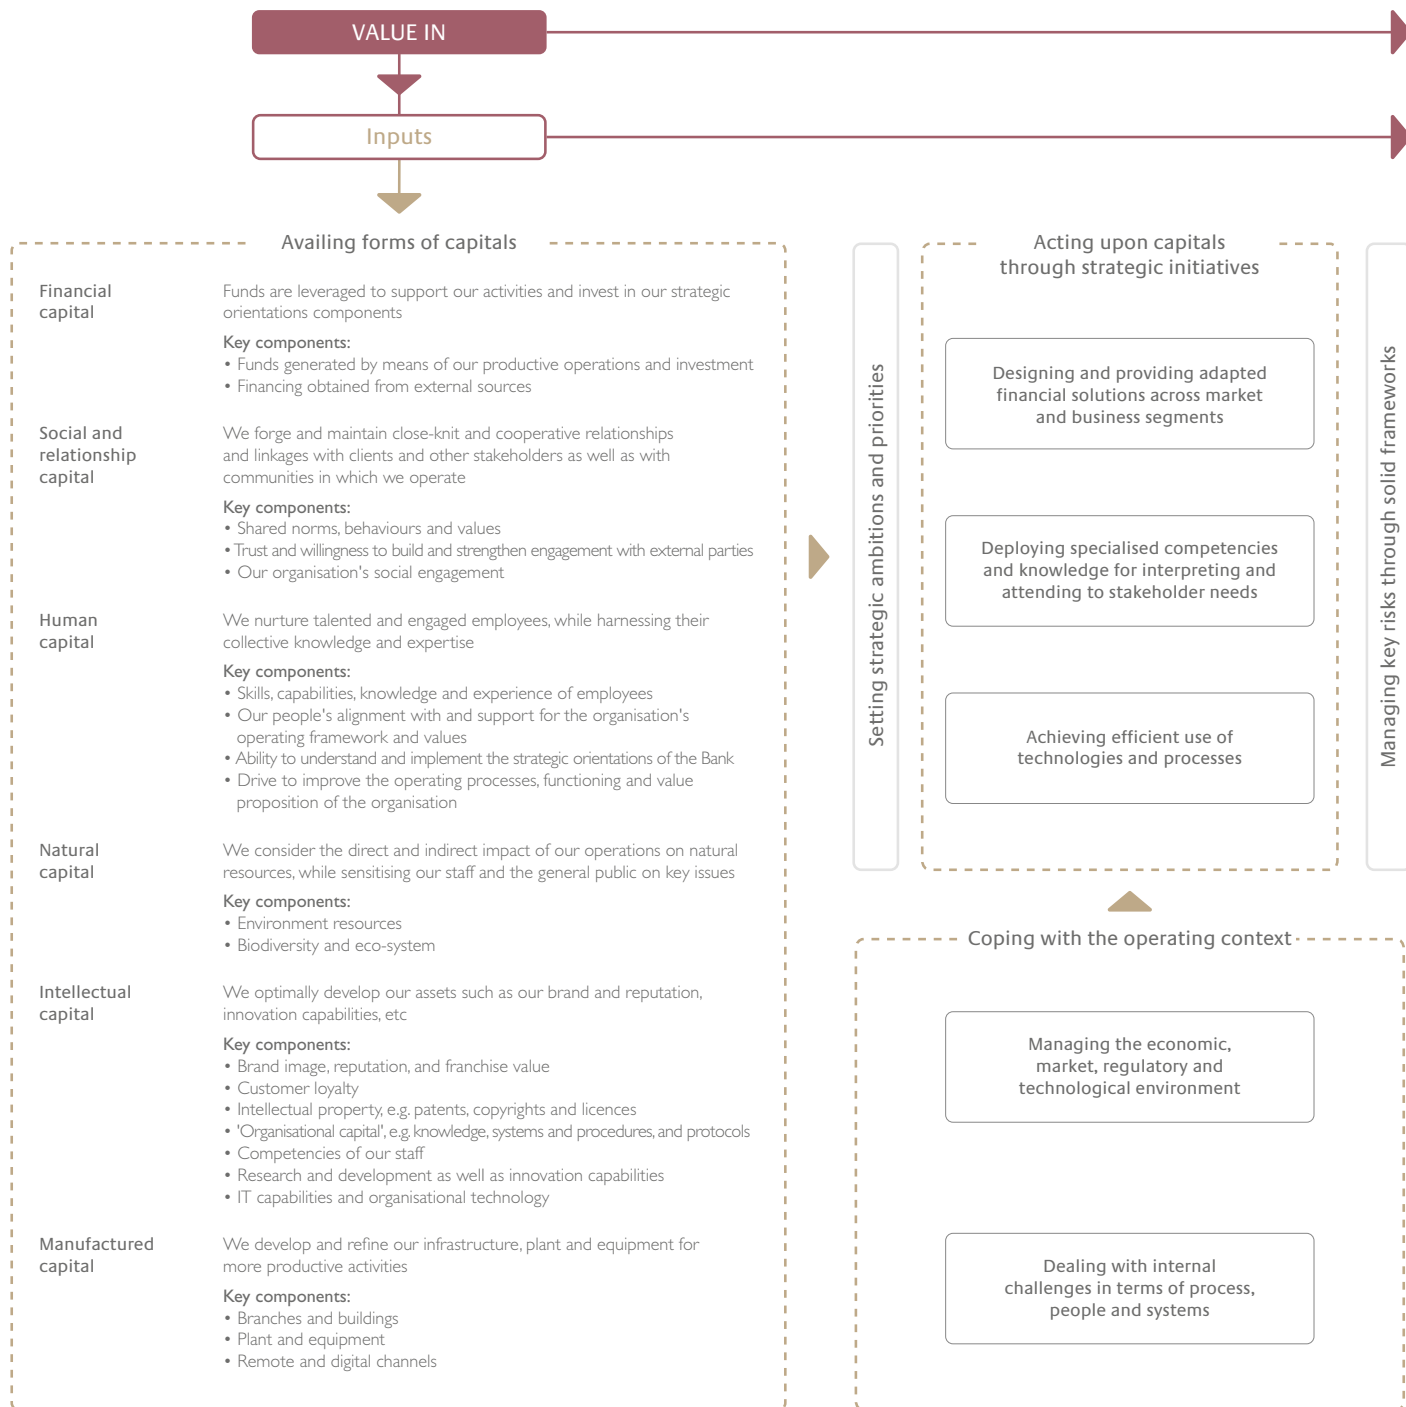 VALUE IN
Inputs
Availing forms of capitals
Financial
capital
Funds are leveraged to support our activities and invest in our strategic
orientations components
Key components:
• Funds generated by means of our productive operations and investment
• Financing obtained from external sources
Social and
relationship
capital
We forge and maintain close-knit and cooperative relationships
and linkages with clients and other stakeholders as well as with
communities in which we operate
Key components:
• Shared norms, behaviours and values
• Trust and willingness to build and strengthen engagement with external parties
• Our organisation's social engagement
Human
capital
We nurture talented and engaged employees, while harnessing their
collective knowledge and expertise
Key components:
• Skills, capabilities, knowledge and experience of employees
• Our people's alignment with and support for the organisation's
operating framework and values
• Ability to understand and implement the strategic orientations of the Bank
• Drive to improve the operating processes, functioning and value
proposition of the organisation
Natural
capital
We consider the direct and indirect impact of our operations on natural
resources, while sensitising our staff and the general public on key issues
Key components:
• Environment resources
• Biodiversity and eco-system
Intellectual
capital
We optimally develop our assets such as our brand and reputation,
innovation capabilities, etc
Key components:
• Brand image, reputation, and franchise value
• Customer loyalty
• Intellectual property, e.g. patents, copyrights and licences
• 'Organisational capital', e.g. knowledge, systems and procedures, and protocols
• Competencies of our staff
• Research and development as well as innovation capabilities
• IT capabilities and organisational technology
Manufactured
capital
We develop and refine our infrastructure, plant and equipment for
more productive activities
Key components:
• Branches and buildings
• Plant and equipment
• Remote and digital channels
Setting strategic ambitions and priorities
Acting upon capitals
through strategic initiatives
Designing and providing adapted
financial solutions across market
and business segments
Deploying specialised competencies
and knowledge for interpreting and
attending to stakeholder needs
Achieving efficient use of
technologies and processes
Managing key risks through solid frameworks
Coping with the operating context
Managing the economic,
market, regulatory and
technological environment
Dealing with internal
challenges in terms of process,
people and systems